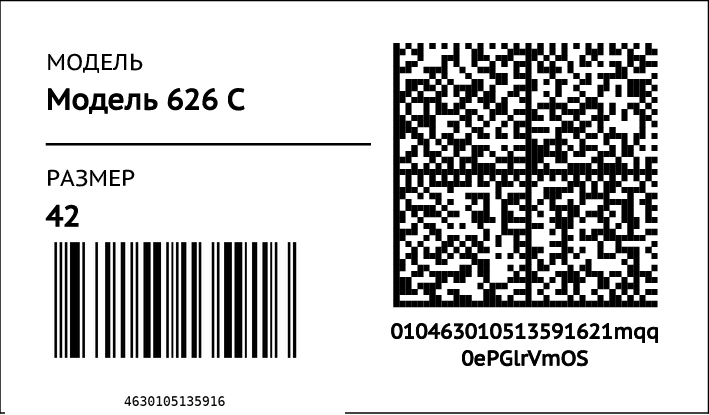 МОДЕЛЬ
Модель 626 С
РАЗМЕР
42
4630105135916
010463010513591621mqq
0ePGlrVmOS